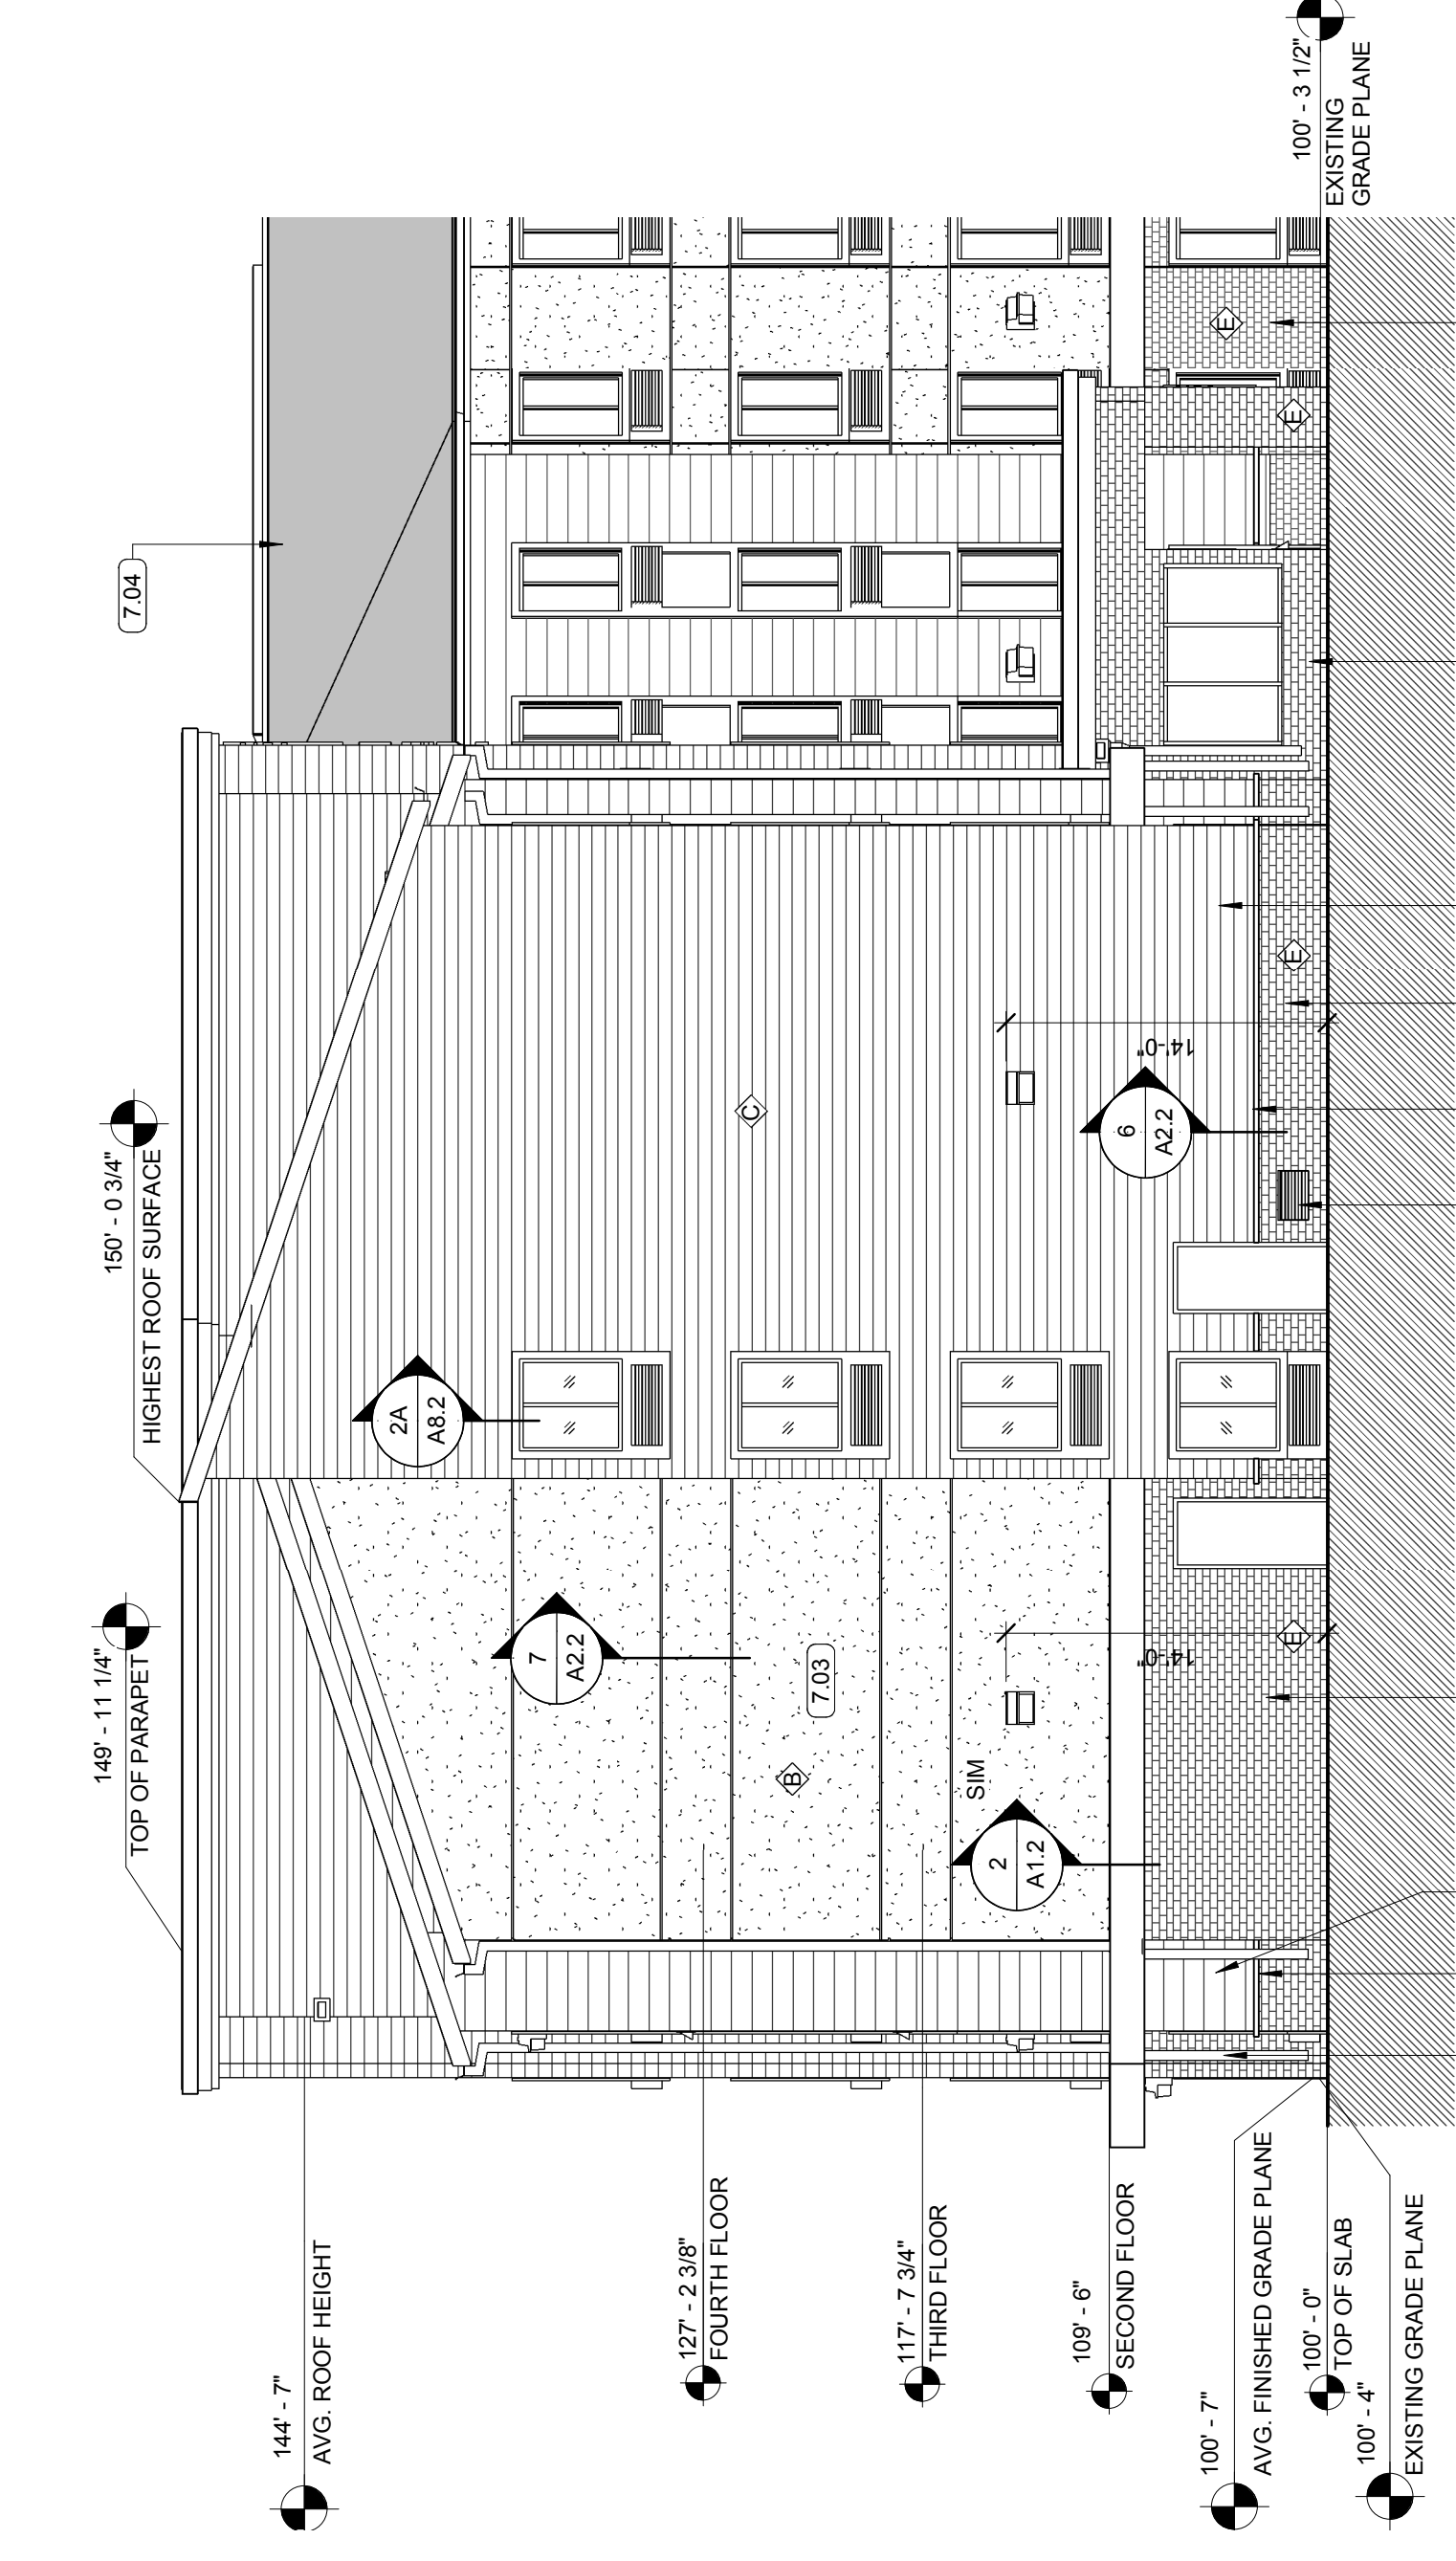 150' - 0 3/4"
HIGHEST ROOF SURFACE
149' - 11 1/4"
TOP OF PARAPET
7.04
144' - 7"
AVG. ROOF HEIGHT
2A
A8.2
7
A2.2
127' - 2 3/8"
FOURTH FLOOR
C
B
7.03
117' - 7 3/4"
THIRD FLOOR
SIM
2
A1.2
14'-0"
14'-0"
6
A2.2
109' - 6"
SECOND FLOOR
E
E
E
E
100' - 7"
AVG. FINISHED GRADE PLANE
100' - 0"
TOP OF SLAB
100' - 4"
EXISTING GRADE PLANE
100' - 3 1/2"
EXISTING
GRADE PLANE